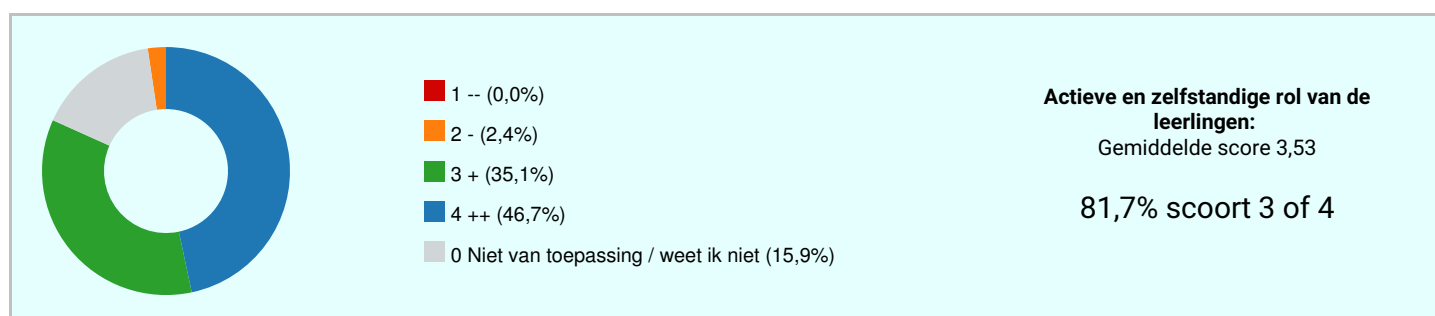 1 -- (0,0%)
2 - (2,4%)
3 + (35,1%)
4 ++ (46,7%)
0 Niet van toepassing / weet ik niet (15,9%)
Actieve en zelfstandige rol van de
leerlingen:
Gemiddelde score 3,53
81,7% scoort 3 of 4